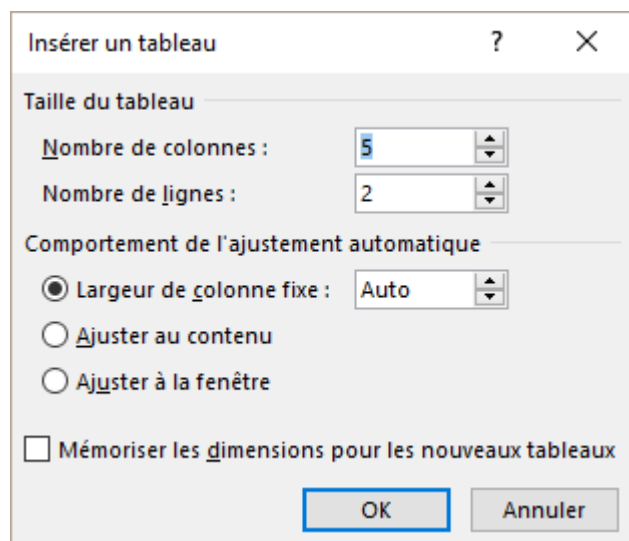 Insérer un tableau ?
Taille du tableau
Nombre de colonnes : 5
Nombre de lignes : 2
Comportement de l'ajustement automatique
Largeur de colonne fixe : Auto
Ajuster au contenu
Ajuster à la fenêtre
Mémoriser les dimensions pour les nouveaux tableaux
OK Annuler